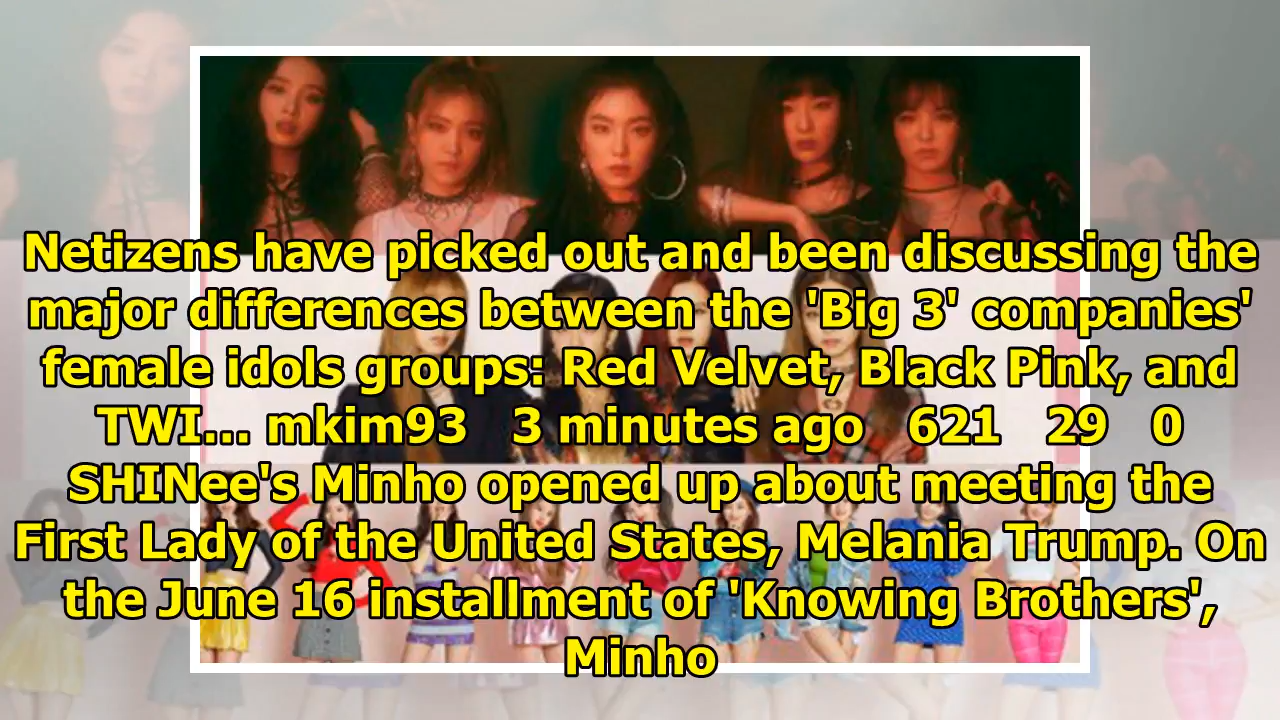 Netizens have picked out and been discussing the
major differences between the 'Big 3' companies'
female idols groups: Red Velvet, Black Pink, and
TWI... mkim93 3 minutes ago 621 29 0
SHINee's Minho opened up about meeting the
First Lady of the United States, Melania Trump. On
the June 16 installment of 'Knowing Brothers',
Minho